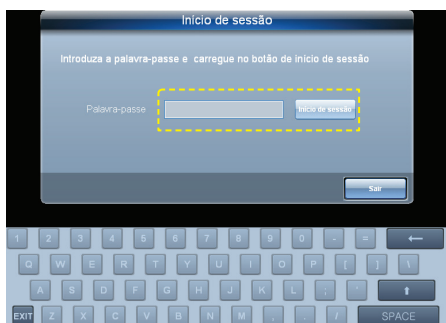 Início de sessão
Introduza a palavra-passe e carregue no botão de início de sessão
Palavra-passe
Início de sessão
Sair
1 2 3 4 5 6 7 8 9 0 - = ←
Q W E R T Y U I O P [ ] \
A S D F G H J K L ; ' ⬆
EXIT Z X C V B N M , . / SPACE